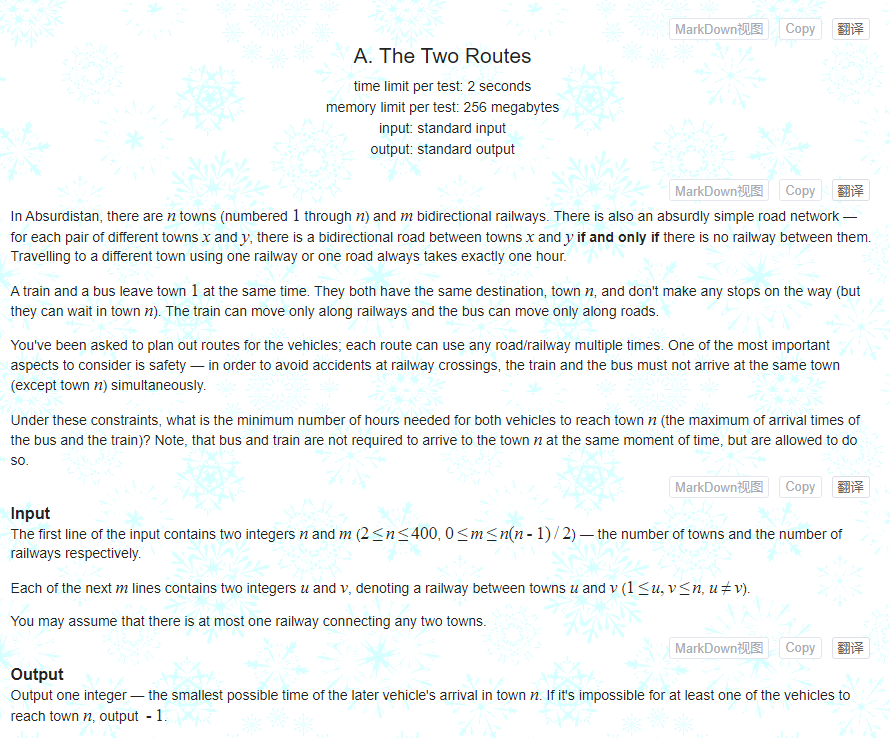 MarkDown视图 Copy 翻译
A. The Two Routes
time limit per test: 2 seconds
memory limit per test: 256 megabytes
input: standard input
output: standard output
MarkDown视图 Copy 翻译
In Absurdistan, there are n towns (numbered 1 through n) and m bidirectional railways. There is also an absurdly simple road network —
for each pair of different towns x and y, there is a bidirectional road between towns x and y if and only if there is no railway between them.
Travelling to a different town using one railway or one road always takes exactly one hour.
A train and a bus leave town 1 at the same time. They both have the same destination, town n, and don't make any stops on the way (but
they can wait in town n). The train can move only along railways and the bus can move only along roads.
You've been asked to plan out routes for the vehicles; each route can use any road/railway multiple times. One of the most important
aspects to consider is safety — in order to avoid accidents at railway crossings, the train and the bus must not arrive at the same town
(except town n) simultaneously.
Under these constraints, what is the minimum number of hours needed for both vehicles to reach town n (the maximum of arrival times of
the bus and the train)? Note, that bus and train are not required to arrive to the town n at the same moment of time, but are allowed to do
so.
MarkDown视图 Copy 翻译
Input
The first line of the input contains two integers n and m (2 ≤ n ≤ 400, 0 ≤ m ≤ n(n - 1) / 2) — the number of towns and the number of
railways respectively.
Each of the next m lines contains two integers u and v, denoting a railway between towns u and v (1 ≤ u, v ≤ n, u ≠ v).
You may assume that there is at most one railway connecting any two towns.
MarkDown视图 Copy 翻译
Output
Output one integer — the smallest possible time of the later vehicle's arrival in town n. If it's impossible for at least one of the vehicles to
reach town n, output - 1.